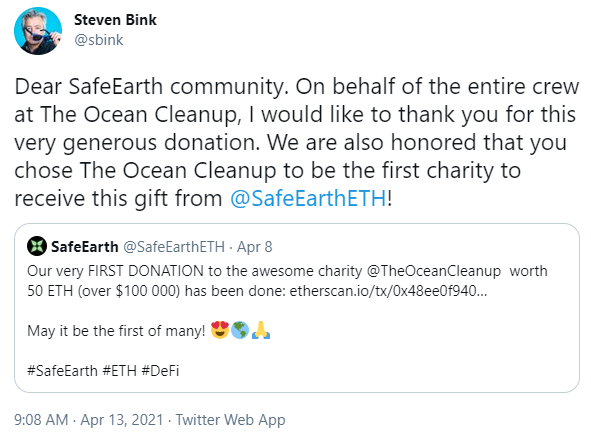 Steven Bink
@sbink
Dear SafeEarth community. On behalf of the entire crew
at The Ocean Cleanup, I would like to thank you for this
very generous donation. We are also honored that you
chose The Ocean Cleanup to be the first charity to
receive this gift from @SafeEarthETH!
SafeEarth @SafeEarthETH · Apr 8
Our very FIRST DONATION to the awesome charity @TheOceanCleanup worth
50 ETH (over $100 000) has been done: etherscan.io/tx/0x48ee0f940...
May it be the first of many! 😍🌎🙏
#SafeEarth #ETH #DeFi
9:08 AM · Apr 13, 2021 · Twitter Web App